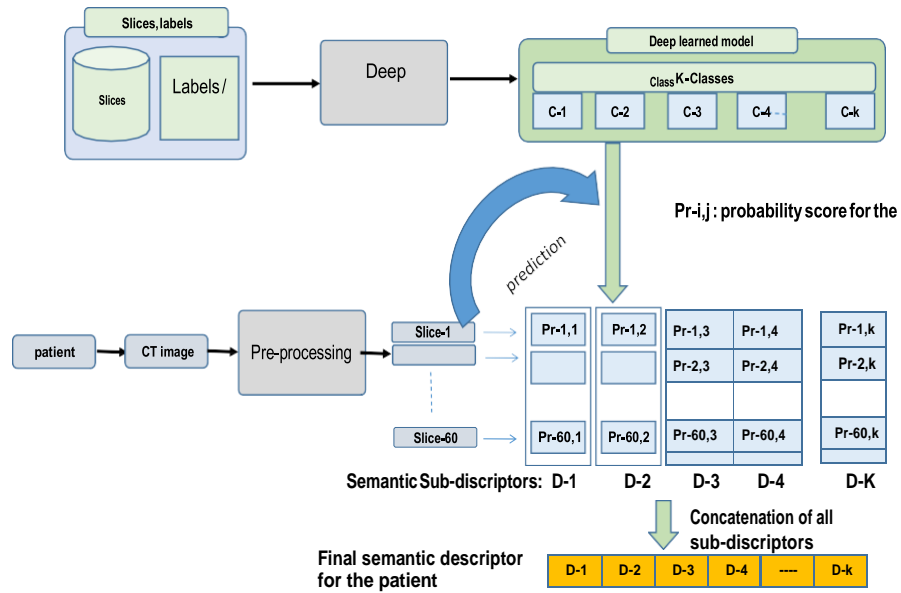 Slices,labels
Slices
Labels/
Deep
Deep learned model
Class K-Classes
C-1 C-2 C-3 C-4 C-k
Pr-i,j : probability score for the
prediction
patient
CT image
Pre-processing
Slice-1
Slice-60
Pr-1,1 Pr-1,2 Pr-1,3 Pr-1,4 Pr-1,k
Pr-2,3 Pr-2,4 Pr-2,k
Pr-60,1 Pr-60,2 Pr-60,3 Pr-60,4 Pr-60,k
Semantic Sub-discriptors: D-1 D-2 D-3 D-4 D-K
Concatenation of all
sub-discriptors
Final semantic descriptor
for the patient
D-1 D-2 D-3 D-4 ---- D-k